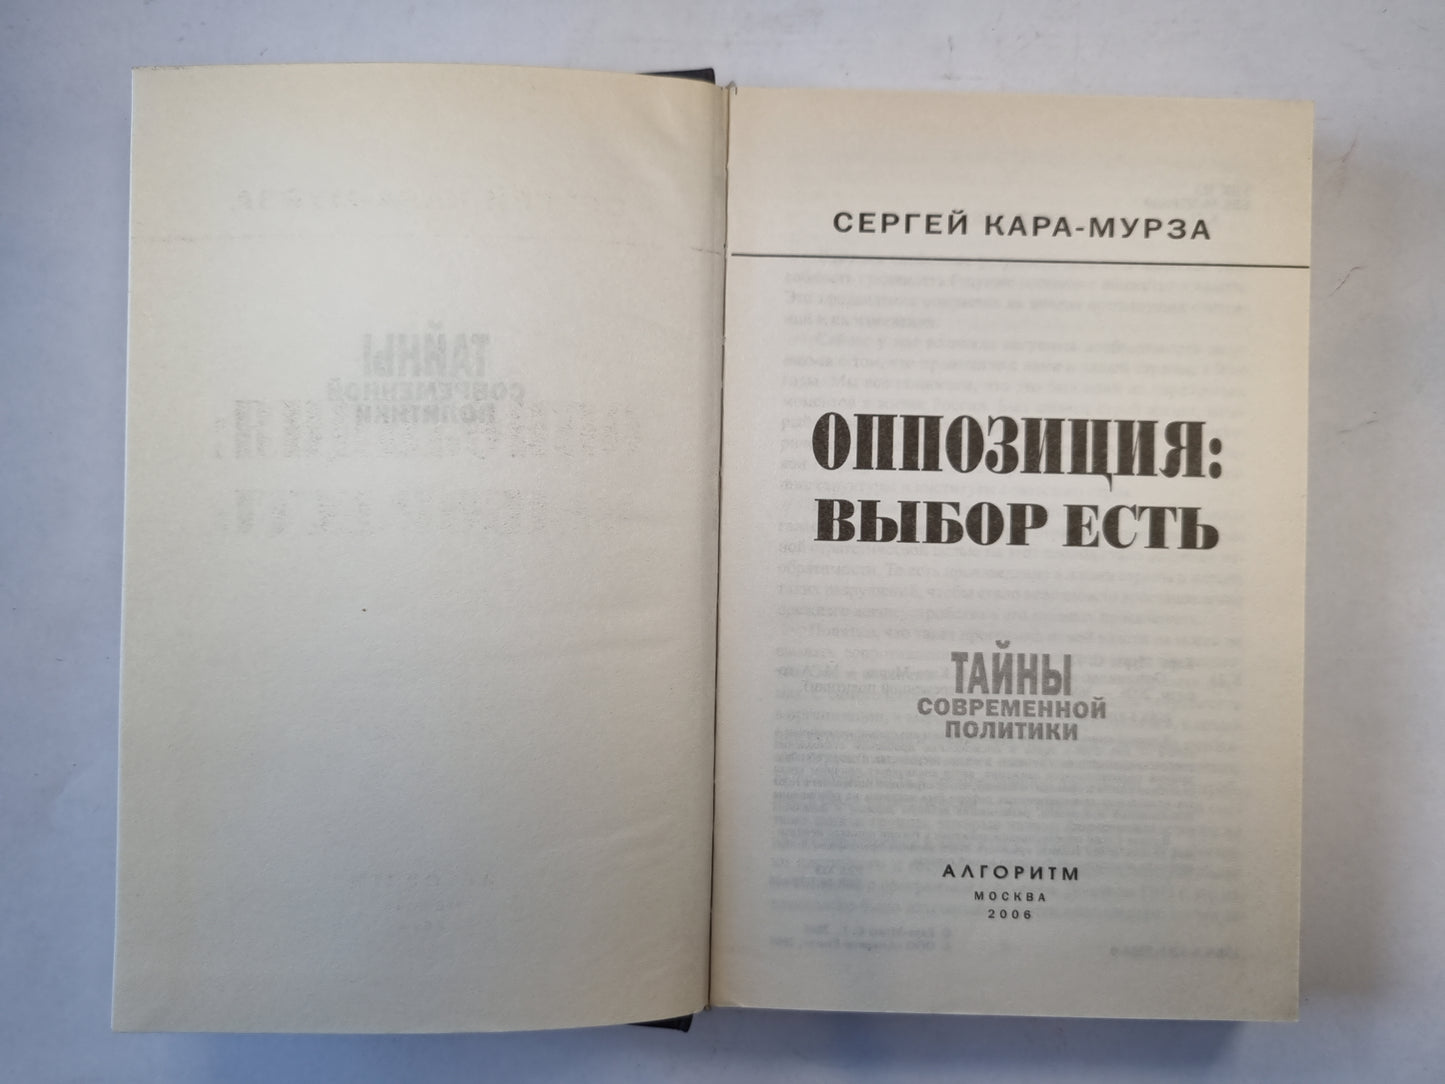 СЕРГЕЙ КАРА-МУРЗА
ОППОЗИЦИЯ:
ВЫБОР ЕСТЬ
ТАЙНЫ
СОВРЕМЕННОЙ
ПОЛИТИКИ
АЛГОРИТМ
МОСКВА
2006